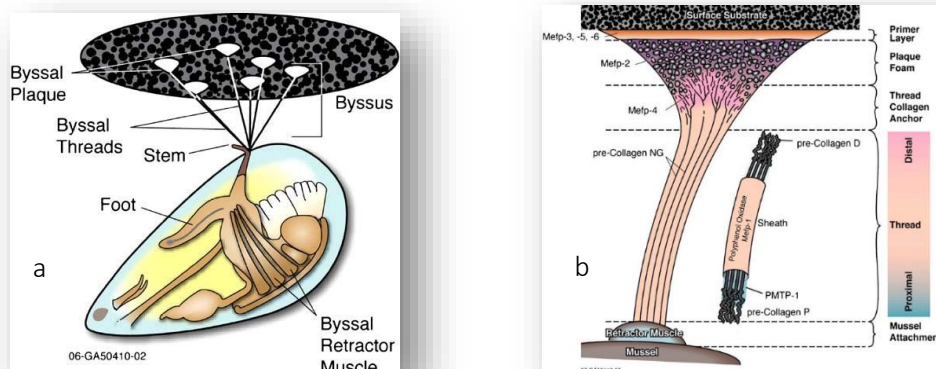 Byssal
Plaque
Byssus
Byssal
Threads
Stem
Foot
a
Byssal
Retractor
Muscle
06-GA50410-02
Surface Substrate
Mefp-3, -5, -6
Primer
Layer
Mefp-2
Plaque
Foam
Mefp-4
Thread
Collagen
Anchor
pre-Collagen NG
pre-Collagen D
Distal
Polyphenol Oxidase
Mefp-1
Sheath
Thread
b
PMTP-1
pre-Collagen P
Proximal
Retractor Muscle
Mussel
Mussel
Attachmen